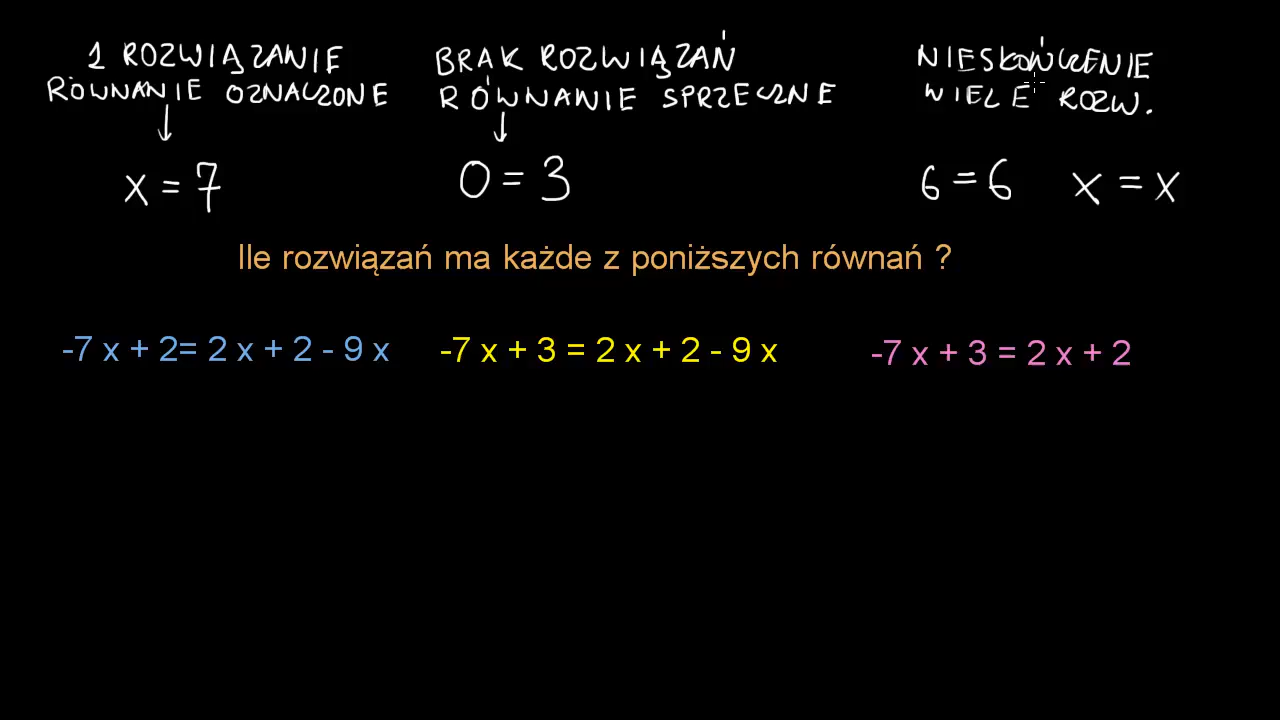 1 ROZWIĄZANIE
RÓWNANIE OZNACZONE
x = 7
BRAK ROZWIĄZAŃ
RÓWNANIE SPRZECZNE
0 = 3
NIESKOŃCZENIE
WIELE ROZW.
6 = 6 x = x
Ile rozwiązań ma każde z poniższych równań ?
-7 x + 2= 2 x + 2 - 9 x
-7 x + 3 = 2 x + 2 - 9 x
-7 x + 3 = 2 x + 2